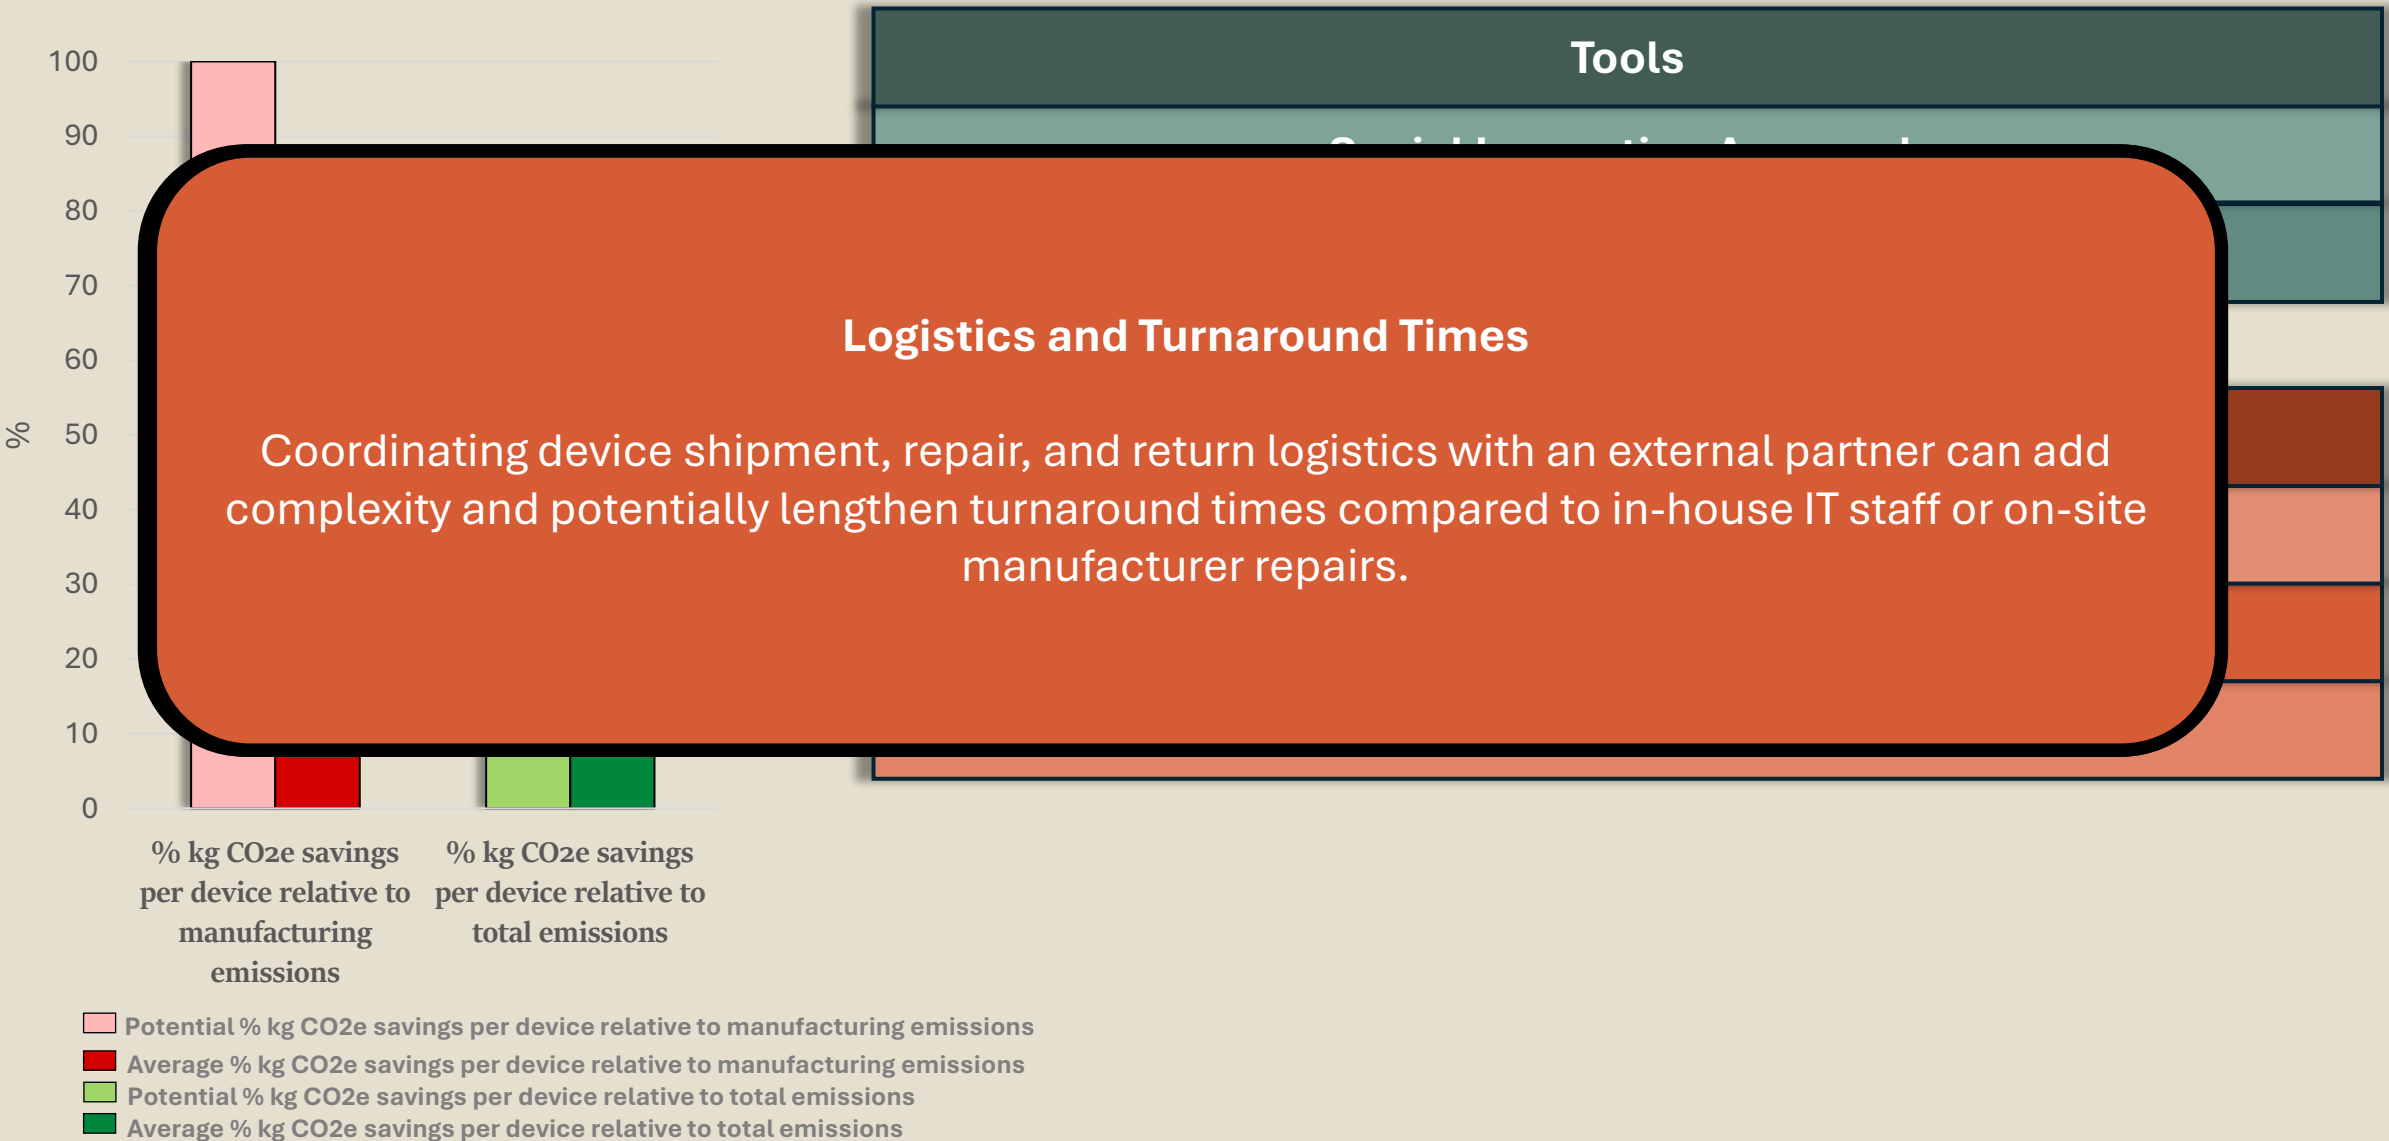 100
90
80
70
60
50
40
30
20
10
0
%
% kg CO2e savings
per device relative to
manufacturing
emissions
% kg CO2e savings
per device relative to
total emissions
Potential % kg CO2e savings per device relative to manufacturing emissions
Average % kg CO2e savings per device relative to manufacturing emissions
Potential % kg CO2e savings per device relative to total emissions
Average % kg CO2e savings per device relative to total emissions
Tools
Logistics and Turnaround Times
Coordinating device shipment, repair, and return logistics with an external partner can add
complexity and potentially lengthen turnaround times compared to in-house IT staff or on-site
manufacturer repairs.